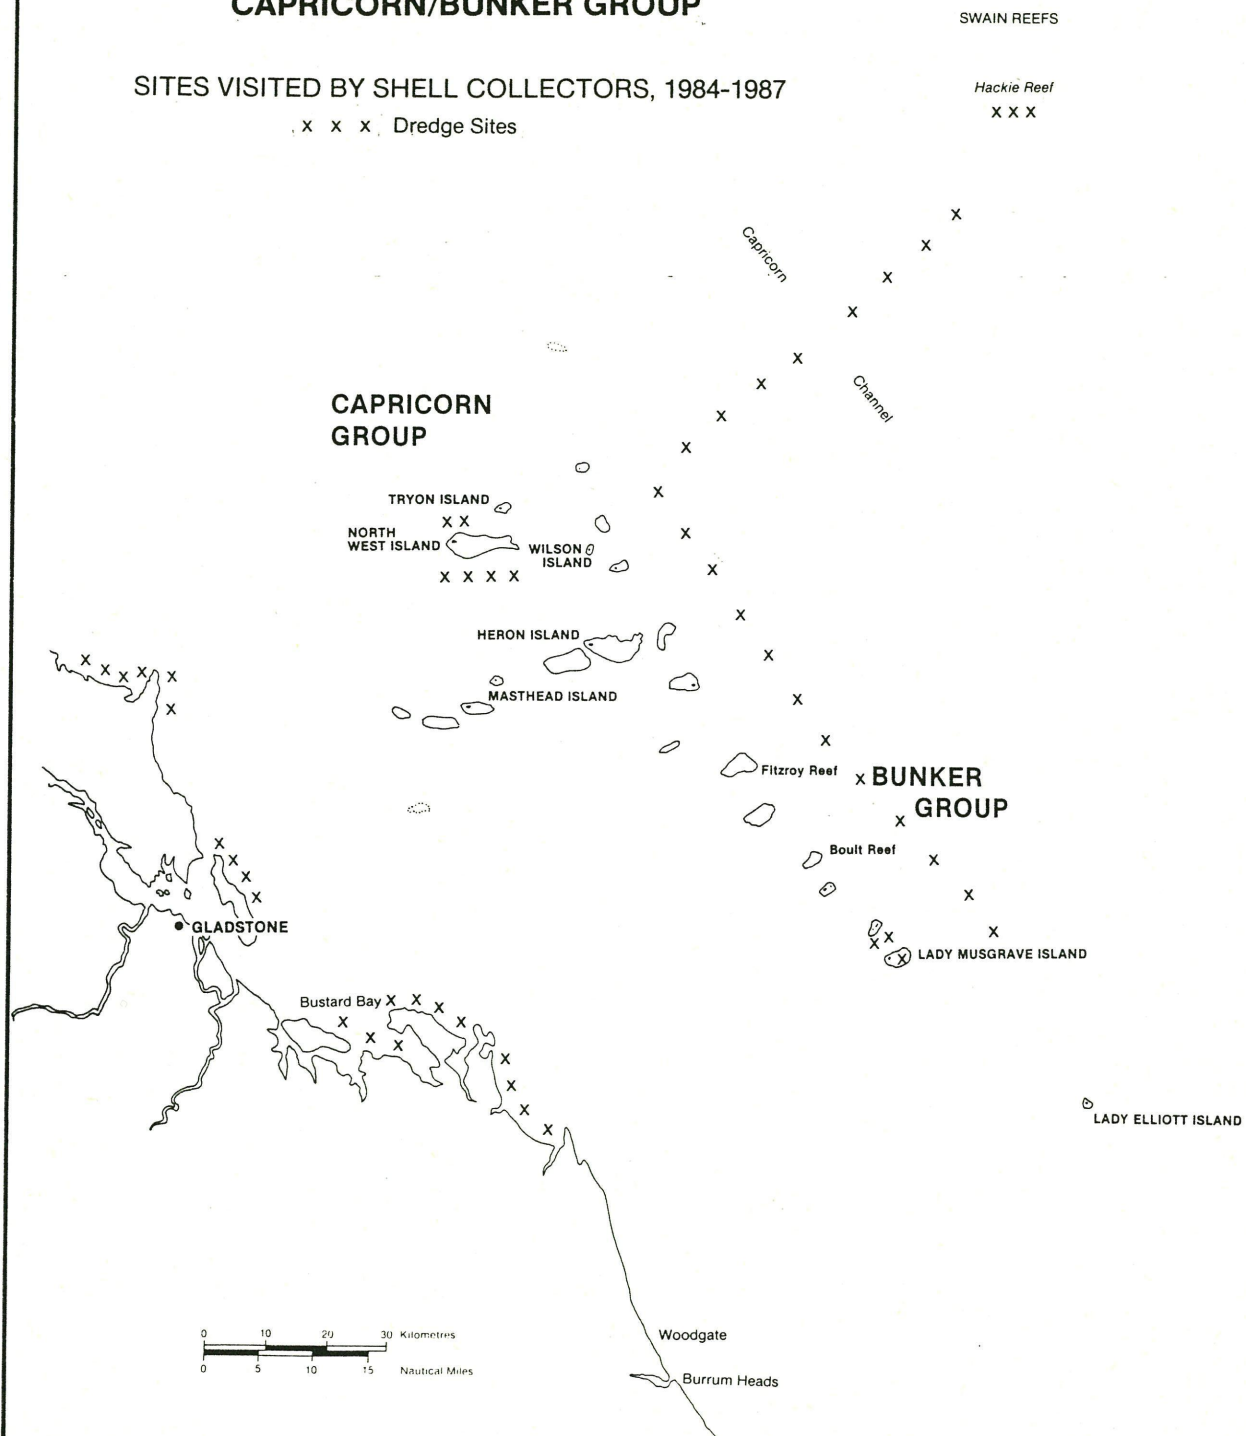 CAPRICORN/BUNKER GROUP
SWAIN REEFS
SITES VISITED BY SHELL COLLECTORS, 1984-1987
Hackie Reef
x x x
x x x Dredge Sites
x
Capricorn
x
x
x
x
x
Channel
CAPRICORN
GROUP
x
x
x
TRYON ISLAND
x x
NORTH
WEST ISLAND
x
WILSON
ISLAND
x
x x x x
x
HERON ISLAND
x
x x x x x
MASTHEAD ISLAND
x
x
x
Fitzroy Reef
x BUNKER
GROUP
x
x
x
x
x
Boult Reef
x
x
x
GLADSTONE
x
x
x x
LADY MUSGRAVE ISLAND
Bustard Bay x x x
x
x
x x
x
x
x
LADY ELLIOTT ISLAND
x
0 10 20 30 Kilometres
0 5 10 15 Nautical Miles
Woodgate
Burrum Heads